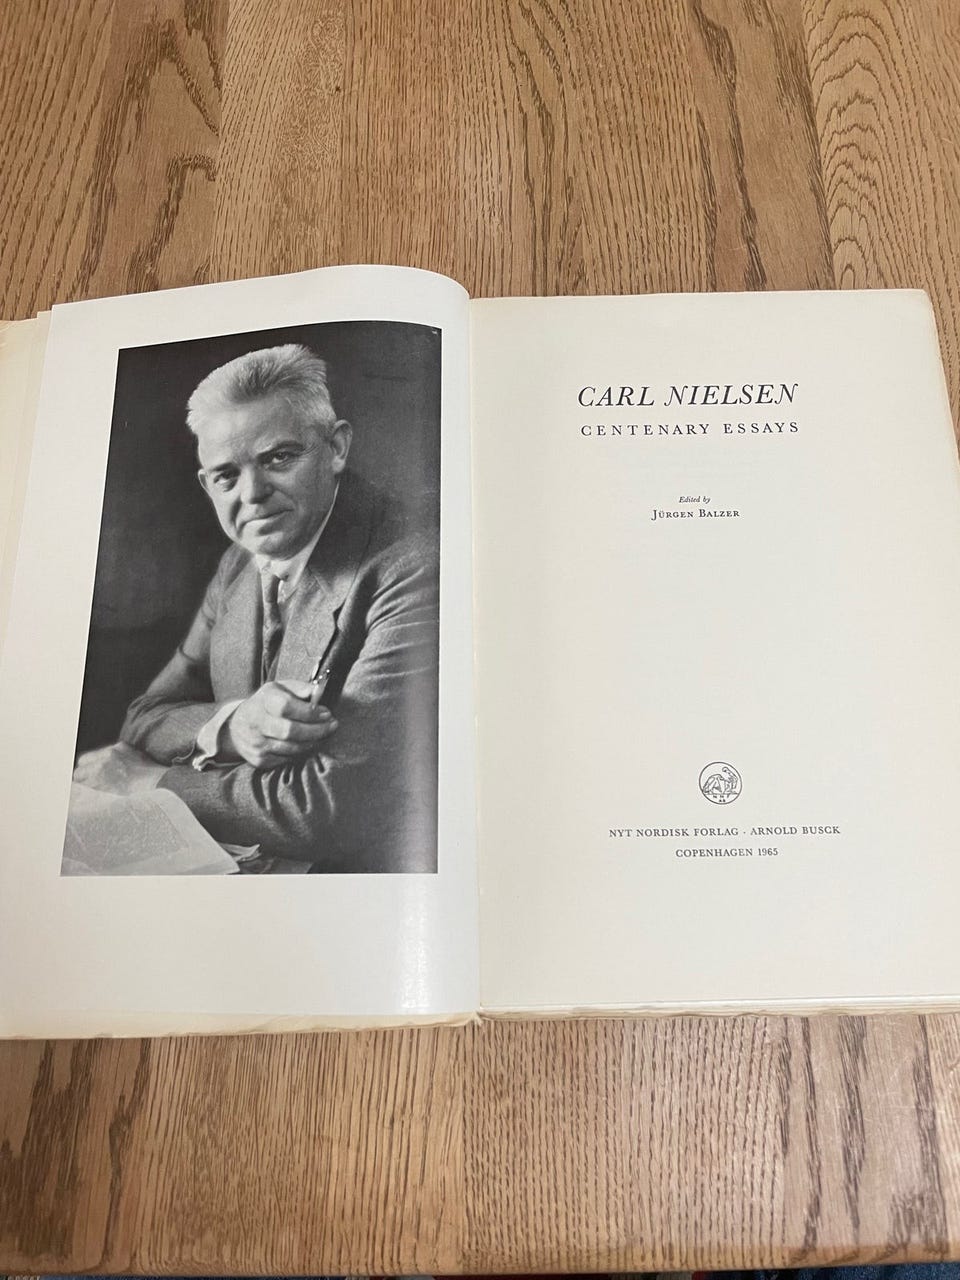 CARL NIELSEN
CENTENARY ESSAYS
Edited by
JÜRGEN BALZER
NYT NORDISK FORLAG · ARNOLD BUSCK
COPENHAGEN 1965